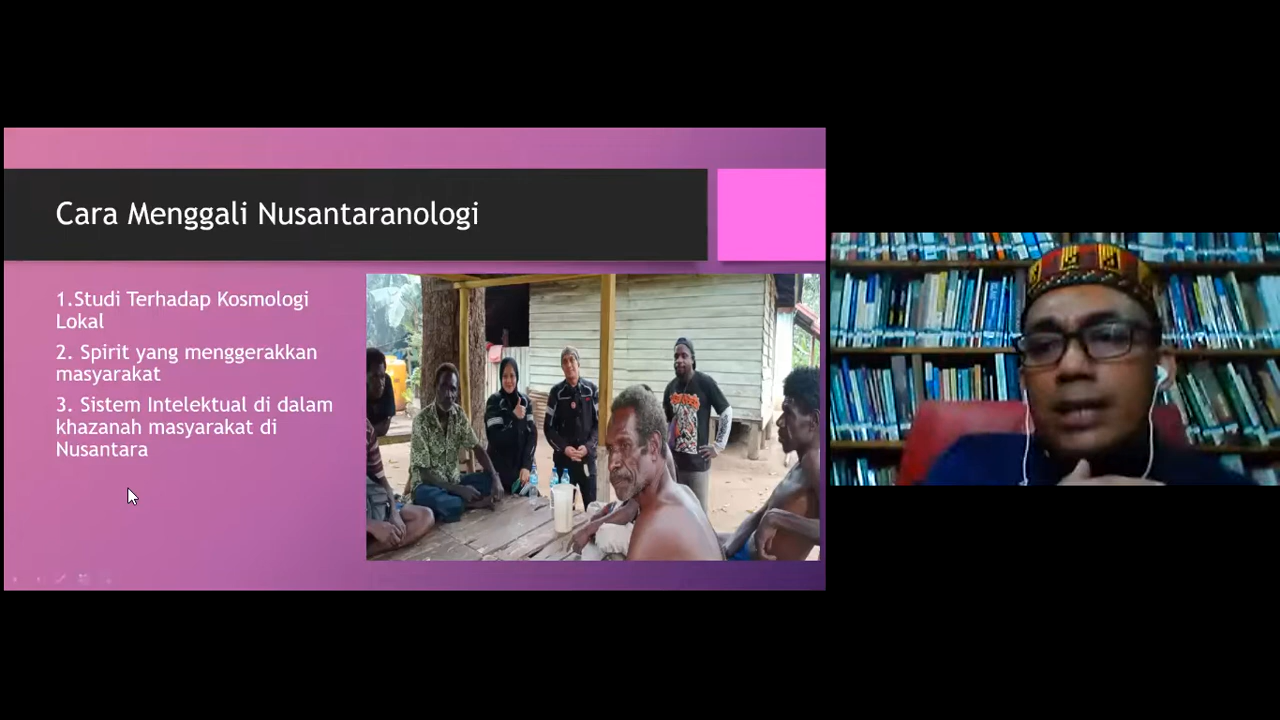 Cara Menggali Nusantaranologi
1.Studi Terhadap Kosmologi
Lokal
2. Spirit yang menggerakkan
masyarakat
3. Sistem Intelektual di dalam
khazanah masyarakat di
Nusantara